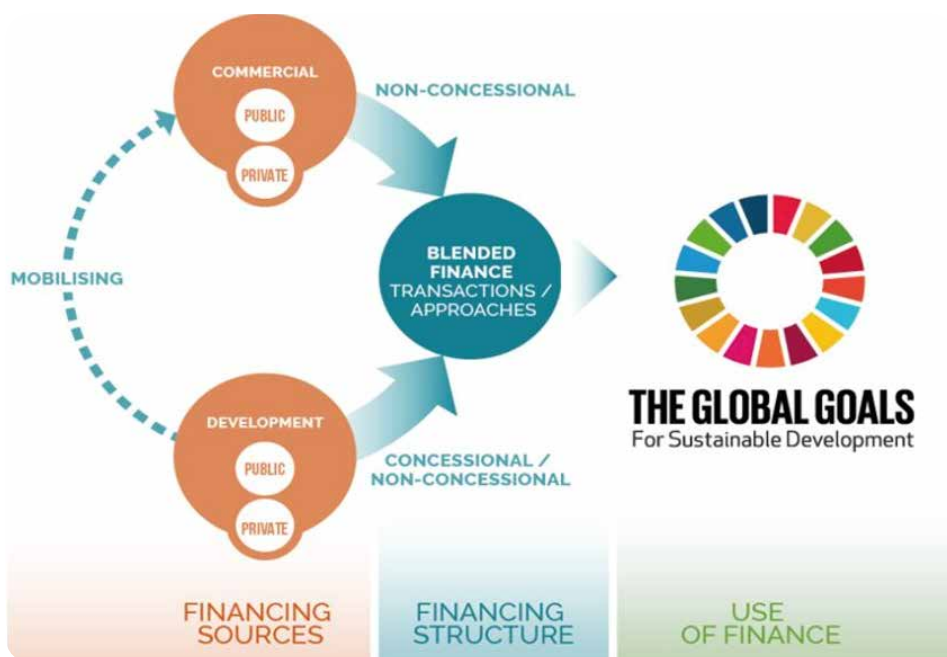 COMMERCIAL
PUBLIC
PRIVATE
NON-CONCESSIONAL
MOBILISING
BLENDED
FINANCE
TRANSACTIONS /
APPROACHES
THE GLOBAL GOALS
For Sustainable Development
DEVELOPMENT
PUBLIC
PRIVATE
CONCESSIONAL /
NON-CONCESSIONAL
FINANCING
SOURCES
FINANCING
STRUCTURE
USE
OF FINANCE